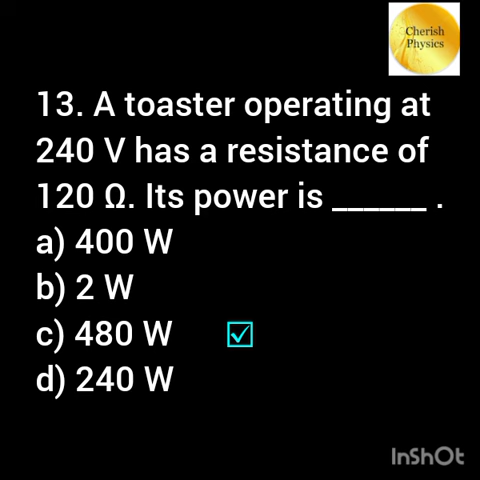 Cherish
Physics
13. A toaster operating at
240 V has a resistance of
120 Ω. Its power is ______ .
a) 400 W
b) 2 W
c) 480 W ☑
d) 240 W
InShOt